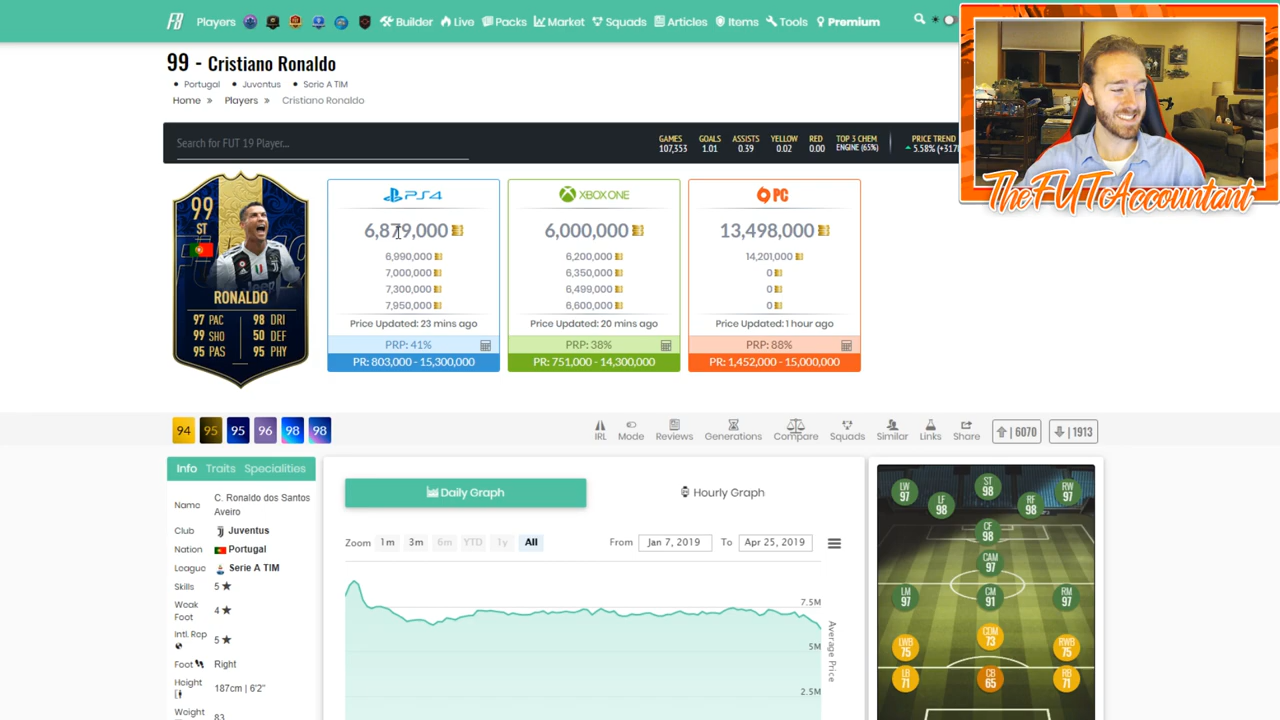 FB Players Builder Live Packs Market Squads Articles Items Tools Premium
99 - Cristiano Ronaldo
Portugal Juventus Serie A TIM
Home » Players » Cristiano Ronaldo
Search for FUT 19 Player...
GAMES GOALS ASSISTS YELLOW RED TOP 3 CHEM PRICE TREND
107,353 1.01 0.39 0.02 0.00 ENGINE (65%) 5.58%
TheFUTAccountant
99
ST
RONALDO
97 PAC 98 DRI
99 SHO 50 DEF
95 PAS 95 PHY
PS4
6,879,000
6,990,000
7,000,000
7,300,000
7,950,000
Price Updated: 23 mins ago
PRP: 41%
PR: 803,000 - 15,300,000
XBOX ONE
6,000,000
6,200,000
6,350,000
6,499,000
6,600,000
Price Updated: 20 mins ago
PRP: 38%
PR: 751,000 - 14,300,000
PC
13,498,000
14,201,000
0
0
0
Price Updated: 1 hour ago
PRP: 88%
PR: 1,452,000 - 15,000,000
94 95 95 96 98 98
IRL Mode Reviews Generations Compare Squads Similar Links Share | 6070 | 1913
Info Traits Specialities
Name C. Ronaldo dos Santos
Aveiro
Club Juventus
Nation Portugal
League Serie A TIM
Skills 5
Weak
Foot 4
Intl. Rep 5
Foot Right
Height 187cm | 6'2"
Weight 83
Daily Graph Hourly Graph
Zoom 1m 3m 6m YTD 1y All From Jan 7, 2019 To Apr 25, 2019
7.5M
5M
2.5M
Average Price
LW
97
LF
98
ST
98
RF
98
RW
97
CF
98
CAM
97
LM
97
CM
91
RM
97
LWB
75
CDM
73
RWB
75
LB
71
CB
65
RB
71